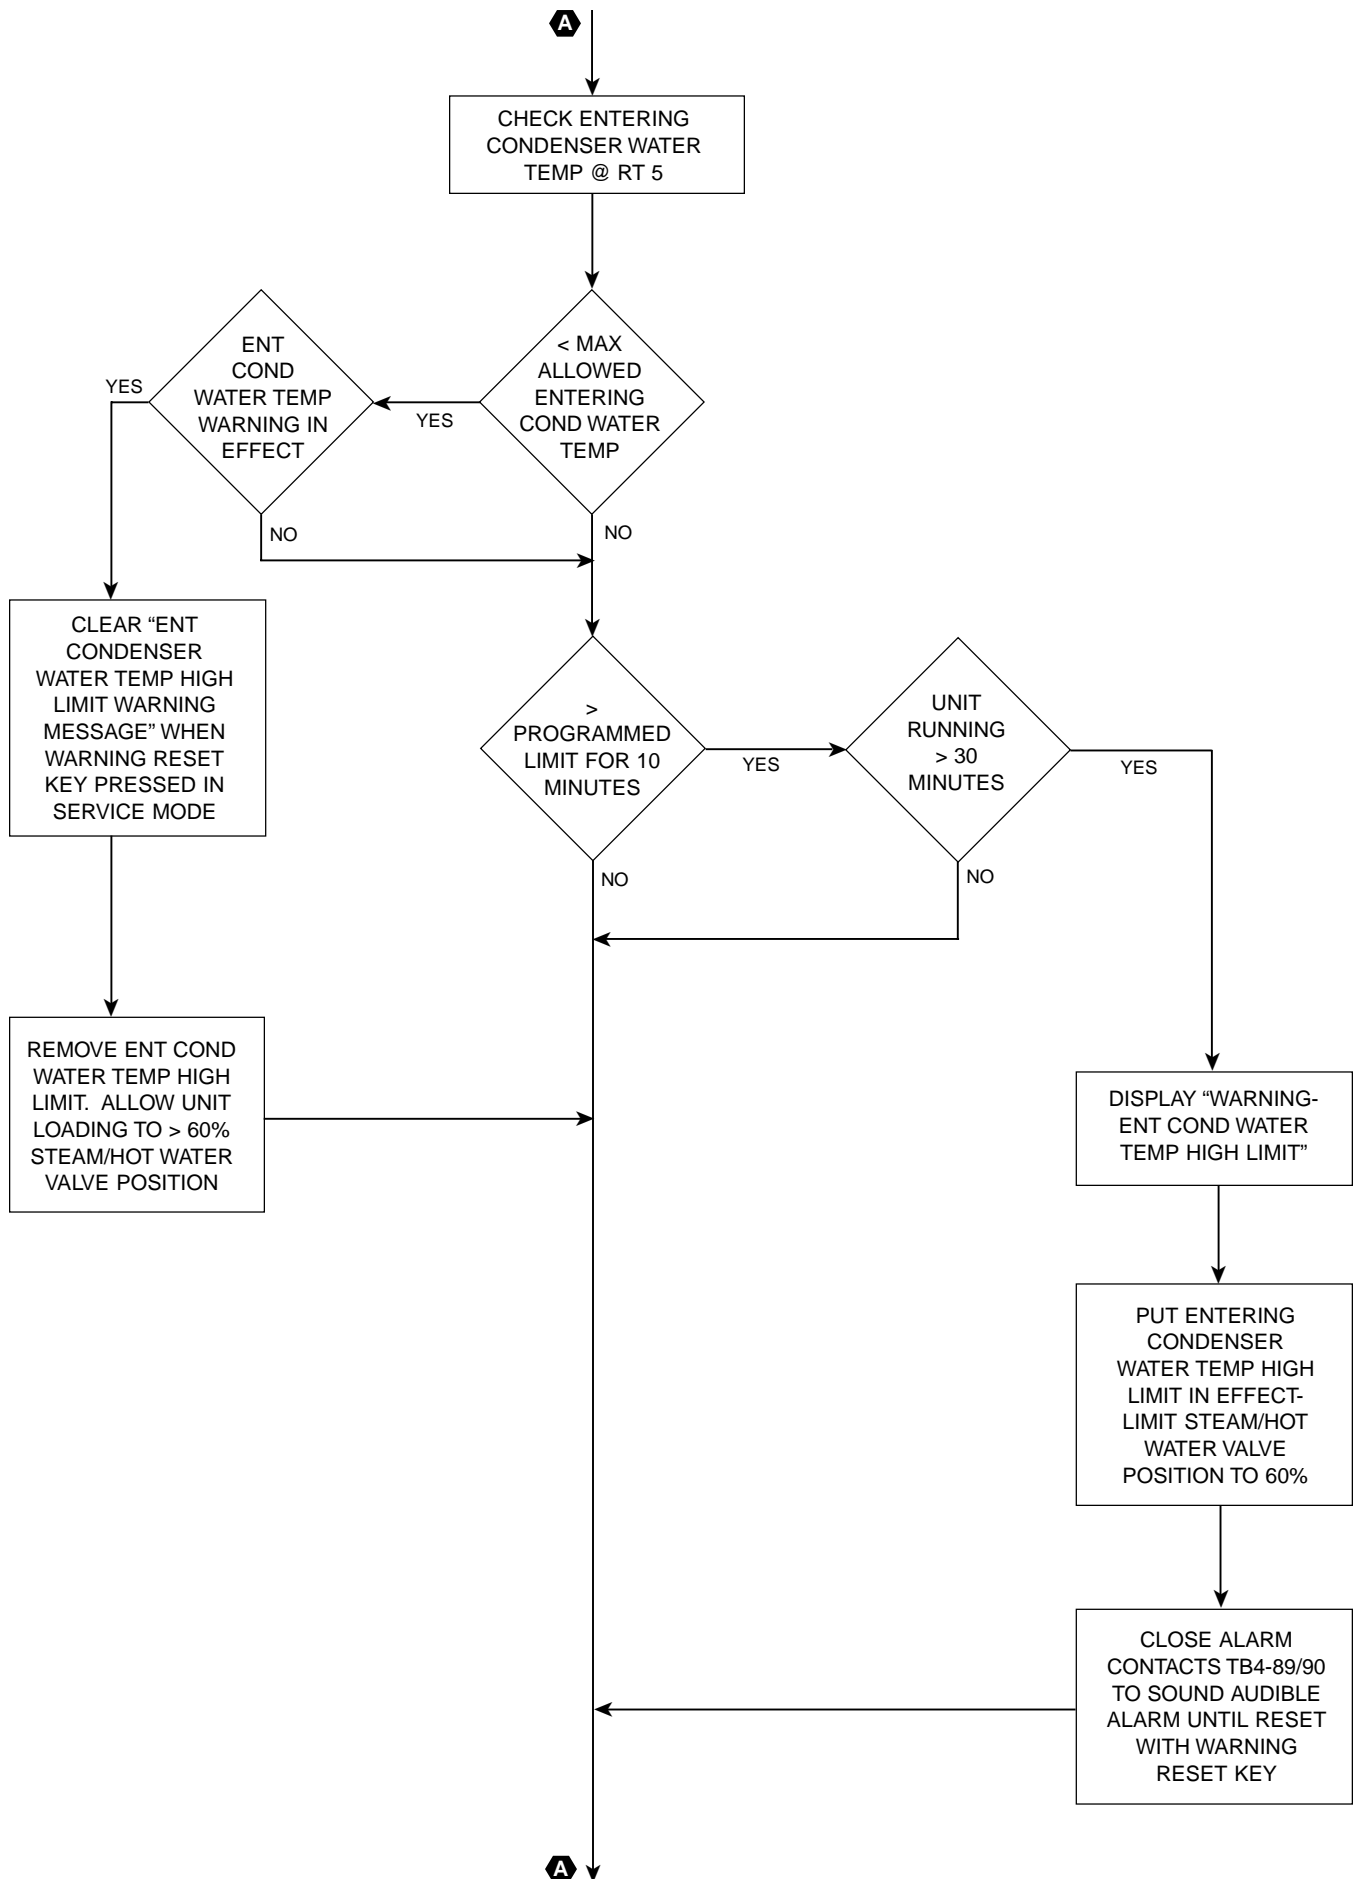 A
CHECK ENTERING
CONDENSER WATER
TEMP @ RT 5
< MAX
ALLOWED
ENTERING
COND WATER
TEMP
YES
NO
ENT
COND
WATER TEMP
WARNING IN
EFFECT
YES
NO
CLEAR “ENT
CONDENSER
WATER TEMP HIGH
LIMIT WARNING
MESSAGE” WHEN
WARNING RESET
KEY PRESSED IN
SERVICE MODE
>
PROGRAMMED
LIMIT FOR 10
MINUTES
YES
NO
UNIT
RUNNING
> 30
MINUTES
YES
NO
REMOVE ENT COND
WATER TEMP HIGH
LIMIT. ALLOW UNIT
LOADING TO > 60%
STEAM/HOT WATER
VALVE POSITION
DISPLAY “WARNING-
ENT COND WATER
TEMP HIGH LIMIT”
PUT ENTERING
CONDENSER
WATER TEMP HIGH
LIMIT IN EFFECT-
LIMIT STEAM/HOT
WATER VALVE
POSITION TO 60%
CLOSE ALARM
CONTACTS TB4-89/90
TO SOUND AUDIBLE
ALARM UNTIL RESET
WITH WARNING
RESET KEY
A